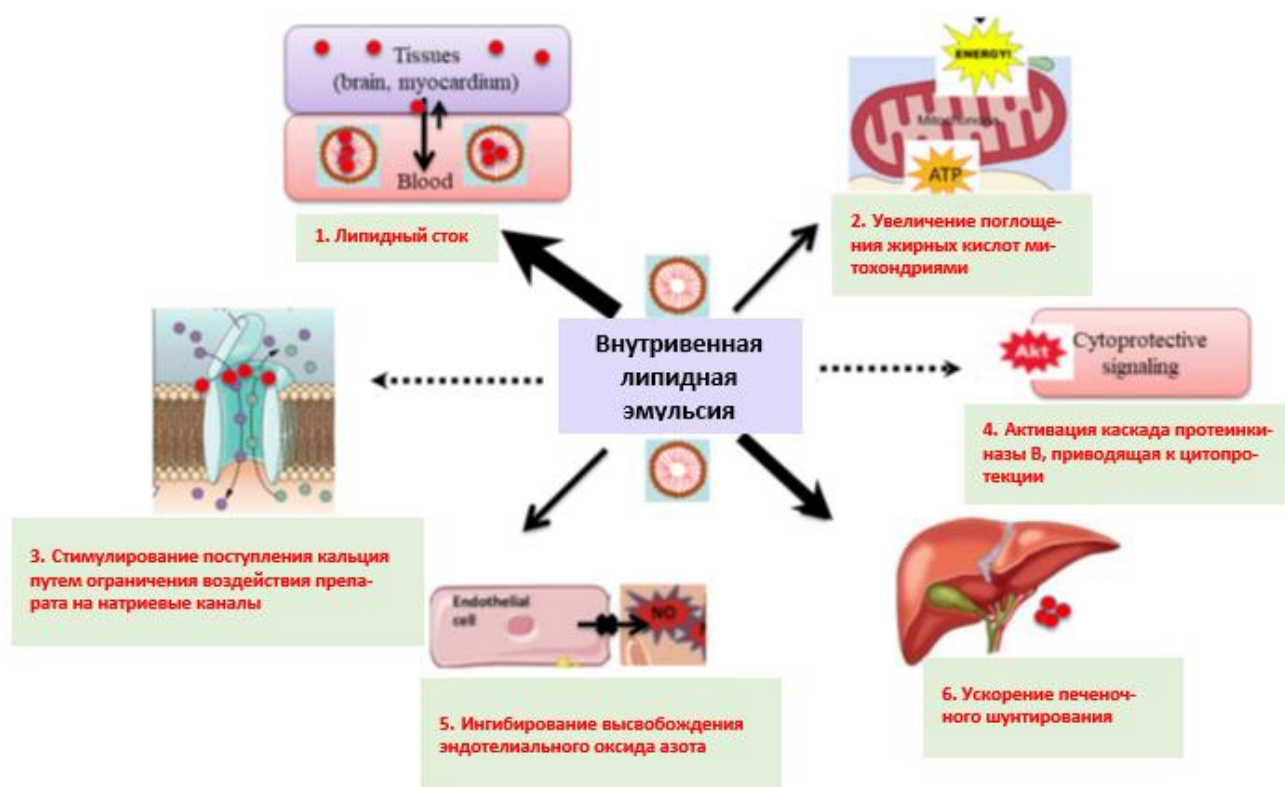 Tissues
(brain, myocardium)
Blood
1. Липидный сток
ENERGY!
ATP
2. Увеличение поглоще-
ния жирных кислот ми-
тохондриями
Внутривенная
липидная
эмульсия
Akt
Cytoprotective
signaling
4. Активация каскада протеинки-
назы В, приводящая к цитопро-
текции
3. Стимулирование поступления кальция
путем ограничения воздействия препа-
рата на натриевые каналы
Endothelial
cell
NO
5. Ингибирование высвобождения
эндотелиального оксида азота
6. Ускорение печеноч-
ного шунтирования